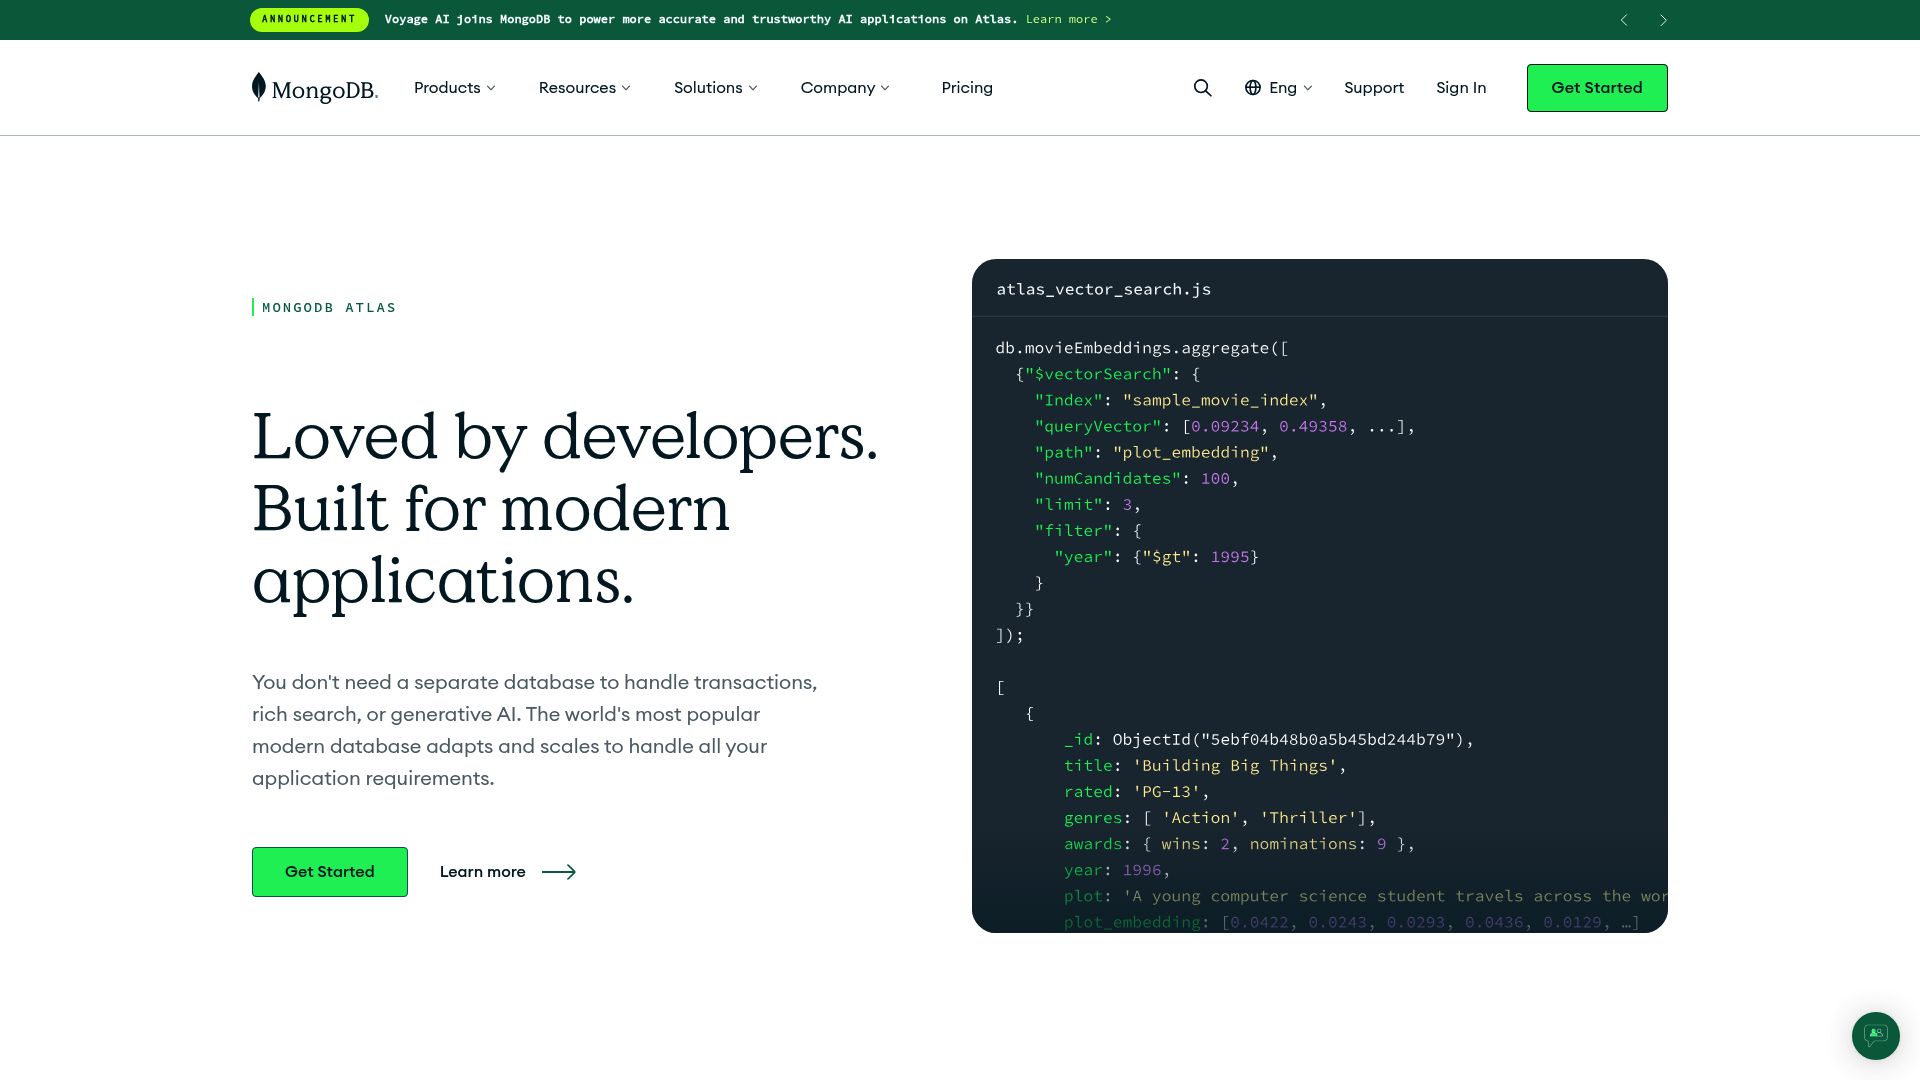 ANNOUNCEMENT
Voyage AI joins MongoDB to power more accurate and trustworthy AI applications on Atlas. Learn more >
MongoDB.
Products
Resources
Solutions
Company
Pricing
Eng
Support
Sign In
Get Started
MONGODB ATLAS
Loved by developers.
Built for modern
applications.
You don't need a separate database to handle transactions,
rich search, or generative AI. The world's most popular
modern database adapts and scales to handle all your
application requirements.
Get Started
Learn more
atlas_vector_search.js
db.movieEmbeddings.aggregate([
  {"$vectorSearch": {
    "Index": "sample_movie_index",
    "queryVector": [0.09234, 0.49358, ...],
    "path": "plot_embedding",
    "numCandidates": 100,
    "limit": 3,
    "filter": {
      "year": {"$gt": 1995}
    }
  }}
]);
[
   {
       _id: ObjectId("5ebf04b48b0a5b45bd244b79"),
       title: 'Building Big Things',
       rated: 'PG-13',
       genres: [ 'Action', 'Thriller'],
       awards: { wins: 2, nominations: 9 },
       year: 1996,
       plot: 'A young computer science student travels across the wor
       plot_embedding: [0.0422, 0.0243, 0.0293, 0.0436, 0.0129, …]